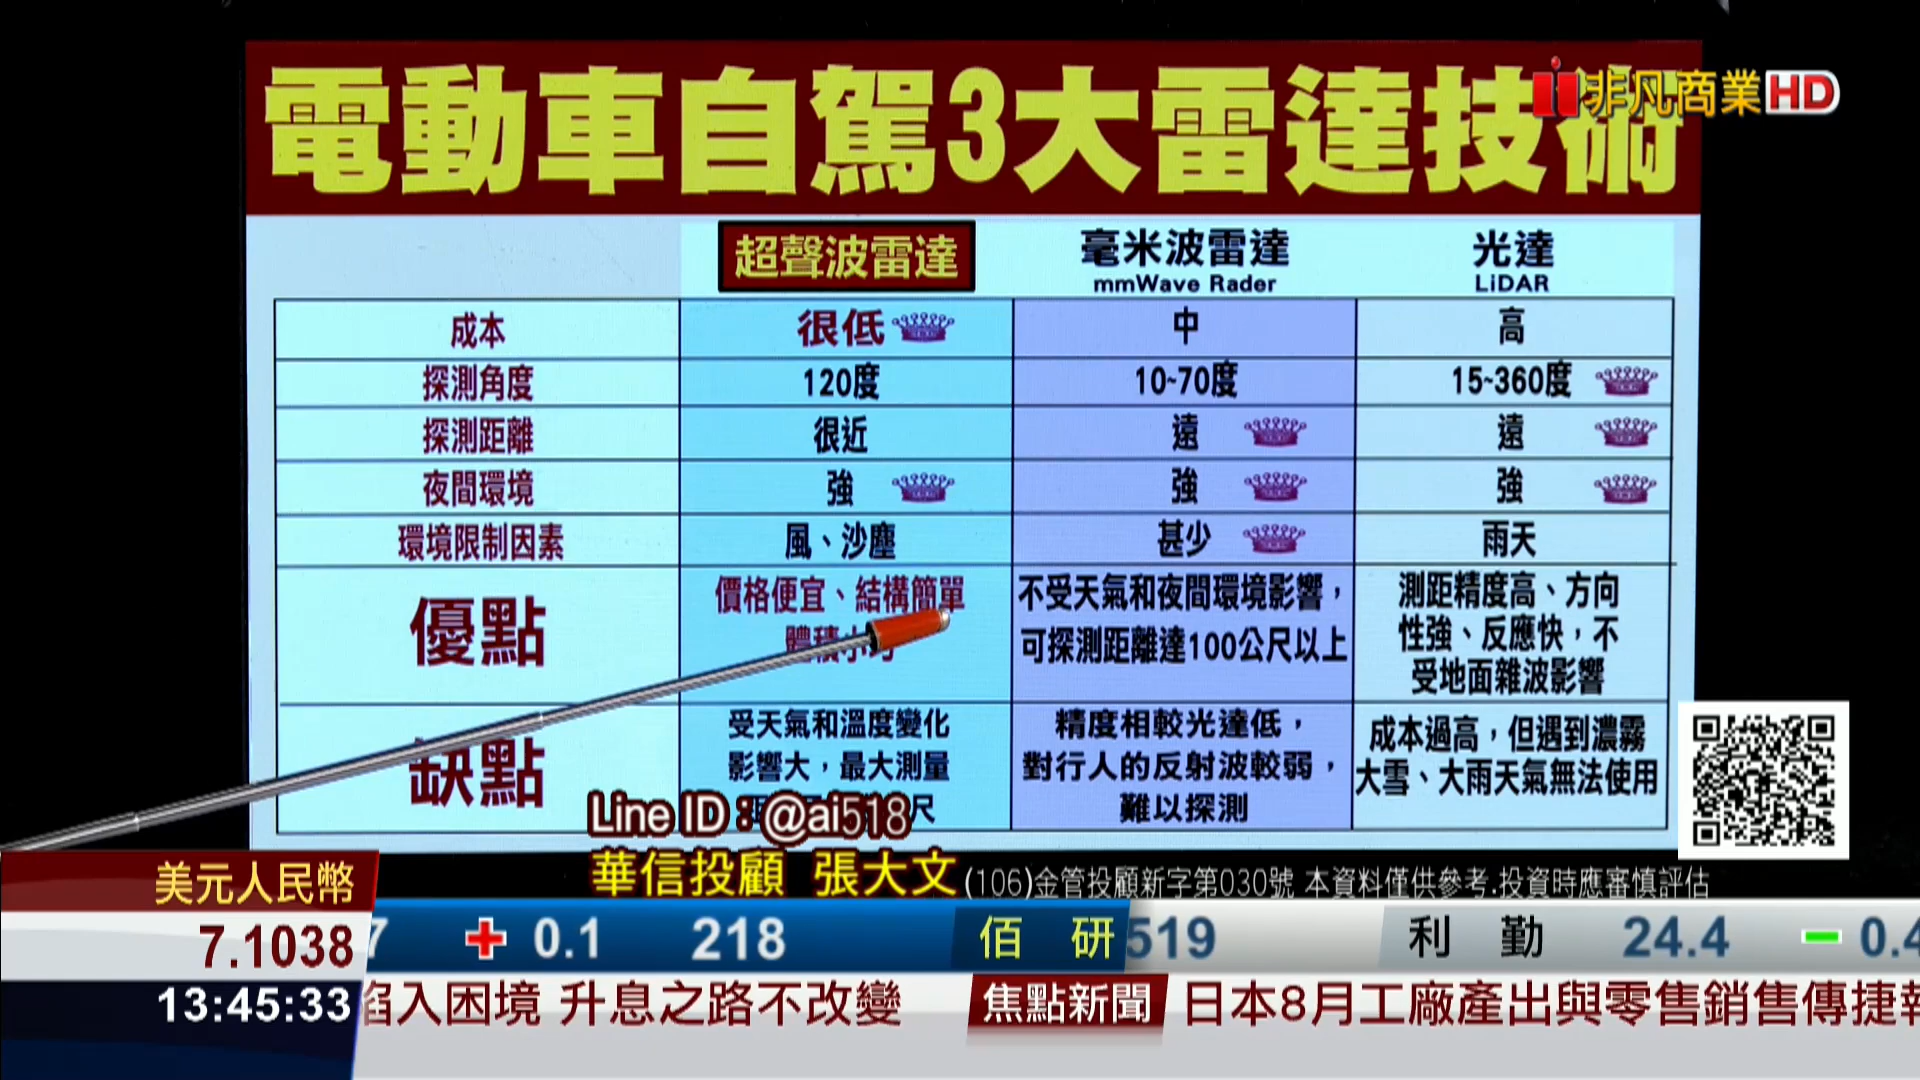 電動車自駕3大雷達技術
非凡商業HD
超聲波雷達
毫米波雷達
mmWave Rader
光達
LiDAR
成本
很低
中
高
探測角度
120度
10~70度
15~360度
探測距離
很近
遠
遠
夜間環境
強
強
強
環境限制因素
風、沙塵
甚少
雨天
優點
價格便宜、結構簡單
體積小
不受天氣和夜間環境影響，
可探測距離達100公尺以上
測距精度高、方向
性強、反應快，不
受地面雜波影響
缺點
受天氣和溫度變化
影響大，最大測量
尺
精度相較光達低，
對行人的反射波較弱，
難以探測
成本過高，但遇到濃霧
大雪、大雨天氣無法使用
Line ID：@ai518
華信投顧 張大文
(106)金管投顧新字第030號 本資料僅供參考.投資時應審慎評估
美元人民幣
7.1038
13:45:33
7 + 0.1 218 佰研 519 利勤 24.4 - 0.4
入困境 升息之路不改變 焦點新聞 日本8月工廠產出與零售銷售傳捷